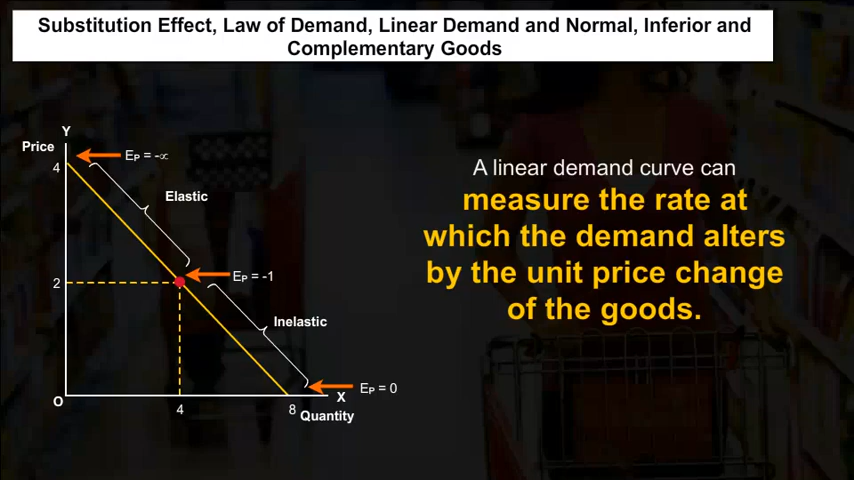 Substitution Effect, Law of Demand, Linear Demand and Normal, Inferior and
Complementary Goods
Y
Price
4
Eₚ = -∝
Elastic
A linear demand curve can
measure the rate at
which the demand alters
by the unit price change
of the goods.
2
Eₚ = -1
Inelastic
Eₚ = 0
O
X
4
8
Quantity